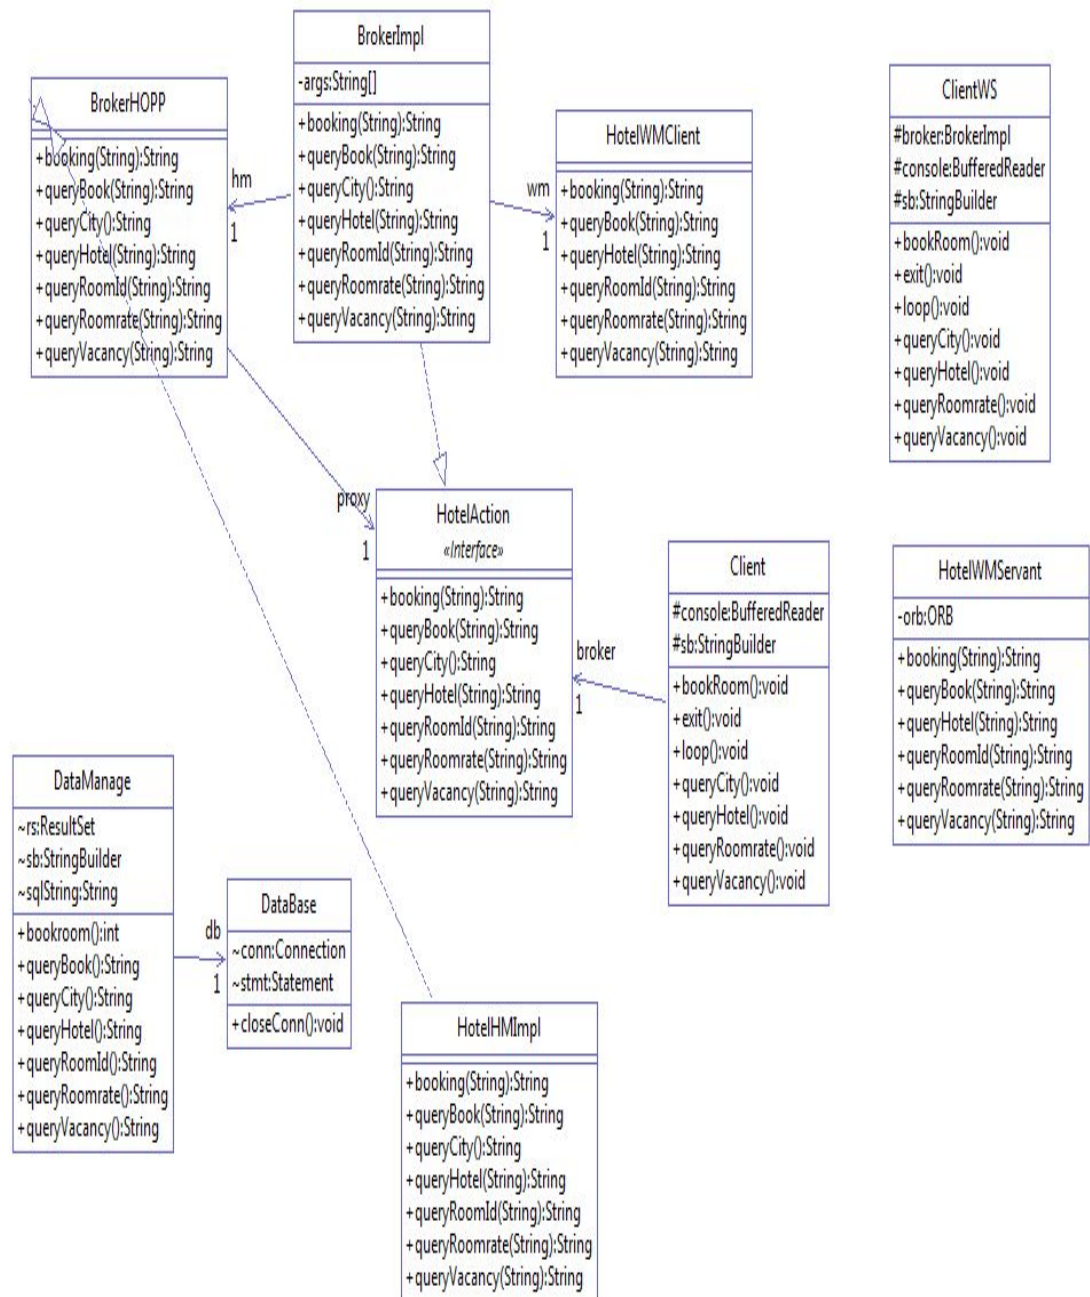 BrokerImpl
-args:String[]
+booking(String):String
+queryBook(String):String
+queryCity():String
+queryHotel(String):String
+queryRoomId(String):String
+queryRoomrate(String):String
+queryVacancy(String):String
BrokerHOPP
+booking(String):String
+queryBook(String):String
+queryCity():String
+queryHotel(String):String
+queryRoomId(String):String
+queryRoomrate(String):String
+queryVacancy(String):String
hm
1
wm
1
HotelWMClient
+booking(String):String
+queryBook(String):String
+queryHotel(String):String
+queryRoomId(String):String
+queryRoomrate(String):String
+queryVacancy(String):String
ClientWS
#broker:BrokerImpl
#console:BufferedReader
#sb:StringBuilder
+bookRoom():void
+exit():void
+loop():void
+queryCity():void
+queryHotel():void
+queryRoomrate():void
+queryVacancy():void
proxy
1
HotelAction
«Interface»
+booking(String):String
+queryBook(String):String
+queryCity():String
+queryHotel(String):String
+queryRoomId(String):String
+queryRoomrate(String):String
+queryVacancy(String):String
broker
1
Client
#console:BufferedReader
#sb:StringBuilder
+bookRoom():void
+exit():void
+loop():void
+queryCity():void
+queryHotel():void
+queryRoomrate():void
+queryVacancy():void
HotelWMServant
-orb:ORB
+booking(String):String
+queryBook(String):String
+queryHotel(String):String
+queryRoomId(String):String
+queryRoomrate(String):String
+queryVacancy(String):String
DataManage
~rs:ResultSet
~sb:StringBuilder
~sqlString:String
+bookroom():int
+queryBook():String
+queryCity():String
+queryHotel():String
+queryRoomId():String
+queryRoomrate():String
+queryVacancy():String
db
1
DataBase
~conn:Connection
~stmt:Statement
+closeConn():void
HotelHMImpl
+booking(String):String
+queryBook(String):String
+queryCity():String
+queryHotel(String):String
+queryRoomId(String):String
+queryRoomrate(String):String
+queryVacancy(String):String